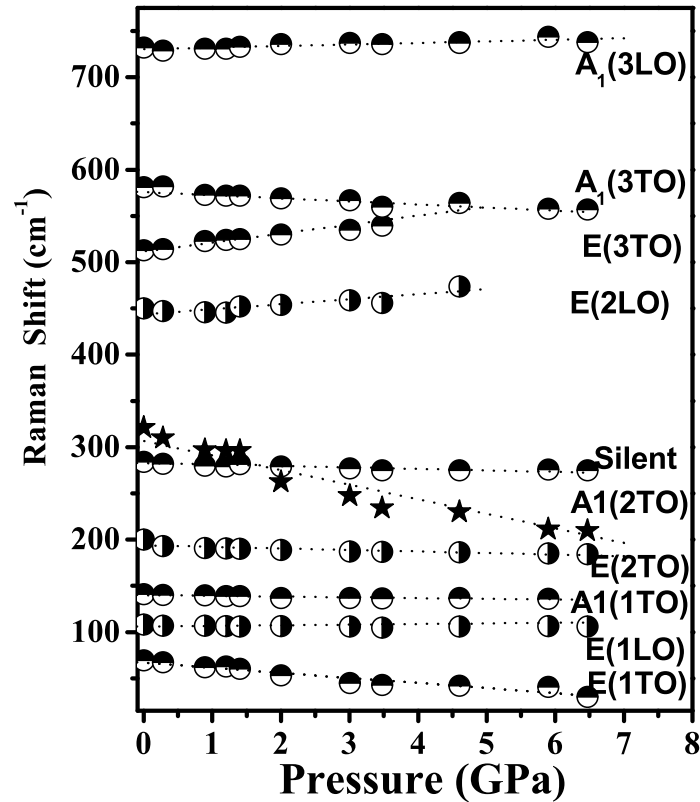 700
600
500
400
300
200
100
Raman Shift (cm⁻¹)
A₁(3LO)
A₁(3TO)
E(3TO)
E(2LO)
Silent
A1(2TO)
E(2TO)
A1(1TO)
E(1LO)
E(1TO)
0 1 2 3 4 5 6 7 8
Pressure (GPa)